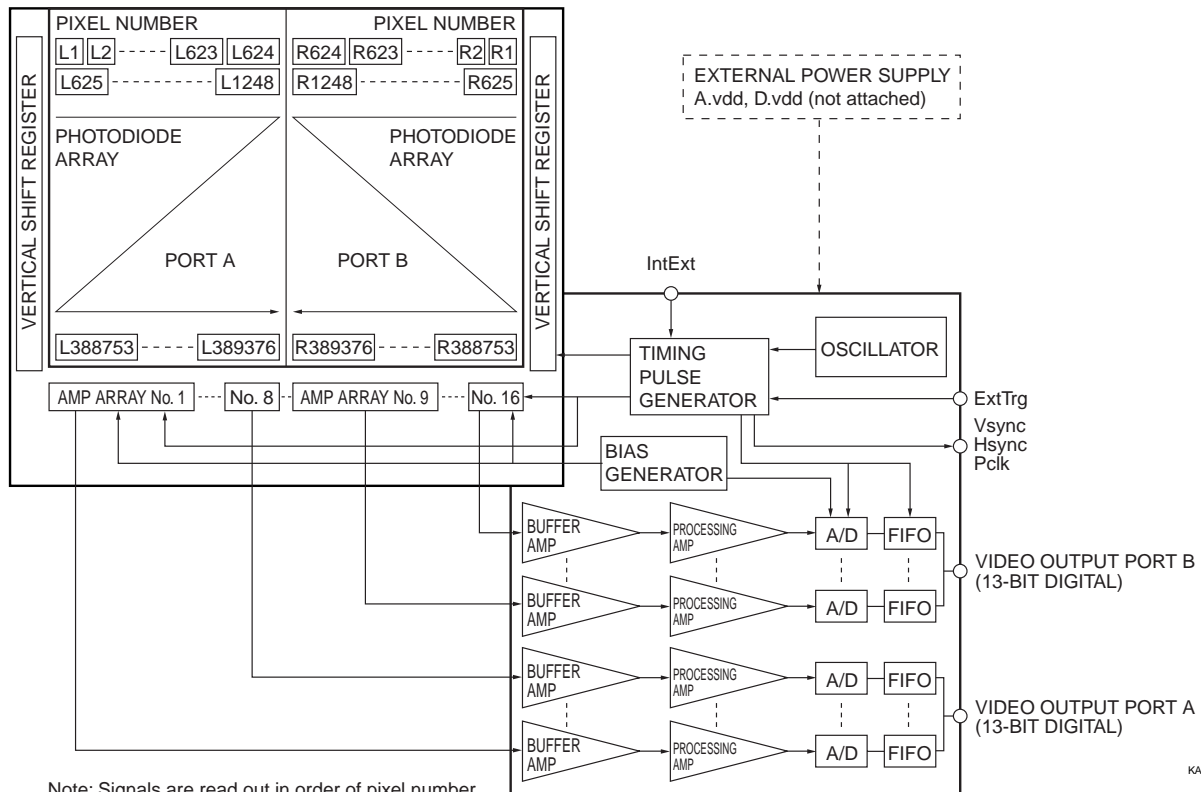 PIXEL NUMBER
PIXEL NUMBER
L1 L2 L623 L624
R624 R623 R2 R1
L625 L1248
R1248 R625
VERTICAL SHIFT REGISTER
VERTICAL SHIFT REGISTER
PHOTODIODE
ARRAY
PHOTODIODE
ARRAY
PORT A
PORT B
L388753 L389376
R389376 R388753
AMP ARRAY No. 1
No. 8
AMP ARRAY No. 9
No. 16
EXTERNAL POWER SUPPLY
A.vdd, D.vdd (not attached)
IntExt
TIMING
PULSE
GENERATOR
OSCILLATOR
ExtTrg
Vsync
Hsync
Pclk
BIAS
GENERATOR
BUFFER
AMP
PROCESSING
AMP
A/D
FIFO
VIDEO OUTPUT PORT B
(13-BIT DIGITAL)
BUFFER
AMP
PROCESSING
AMP
A/D
FIFO
BUFFER
AMP
PROCESSING
AMP
A/D
FIFO
VIDEO OUTPUT PORT A
(13-BIT DIGITAL)
BUFFER
AMP
PROCESSING
AMP
A/D
FIFO
Note: Signals are read out in order of pixel number
KA